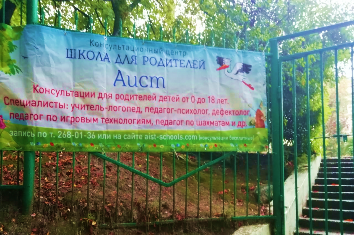 Консультационный центр
ШКОЛА ДЛЯ РОДИТЕЛЕЙ
Аист
Консультации для родителей детей от 0 до 18 лет.
Специалисты: учитель-логопед, педагог-психолог, дефектолог,
педагог по игровым технологиям, педагог по шахматам и др.
запись по т. 268-01-36 или на сайте aist-schools.com